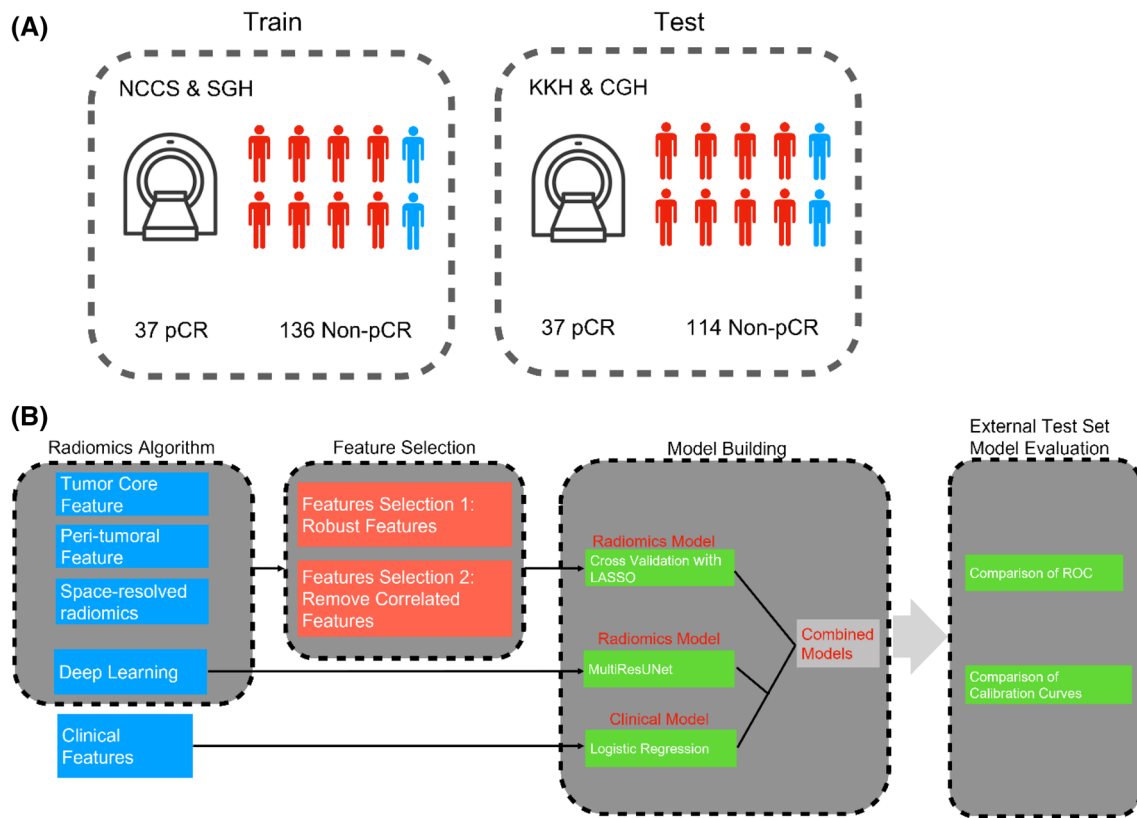 (A)
Train
Test
NCCS & SGH
KKH & CGH
37 pCR
136 Non-pCR
37 pCR
114 Non-pCR
(B)
Radiomics Algorithm
Feature Selection
Model Building
External Test Set
Model Evaluation
Tumor Core
Feature
Peri-tumoral
Feature
Space-resolved
radiomics
Deep Learning
Clinical
Features
Features Selection 1:
Robust Features
Features Selection 2:
Remove Correlated
Features
Radiomics Model
Cross Validation with
LASSO
Radiomics Model
MultiResUNet
Clinical Model
Logistic Regression
Combined
Models
Comparison of ROC
Comparison of
Calibration Curves